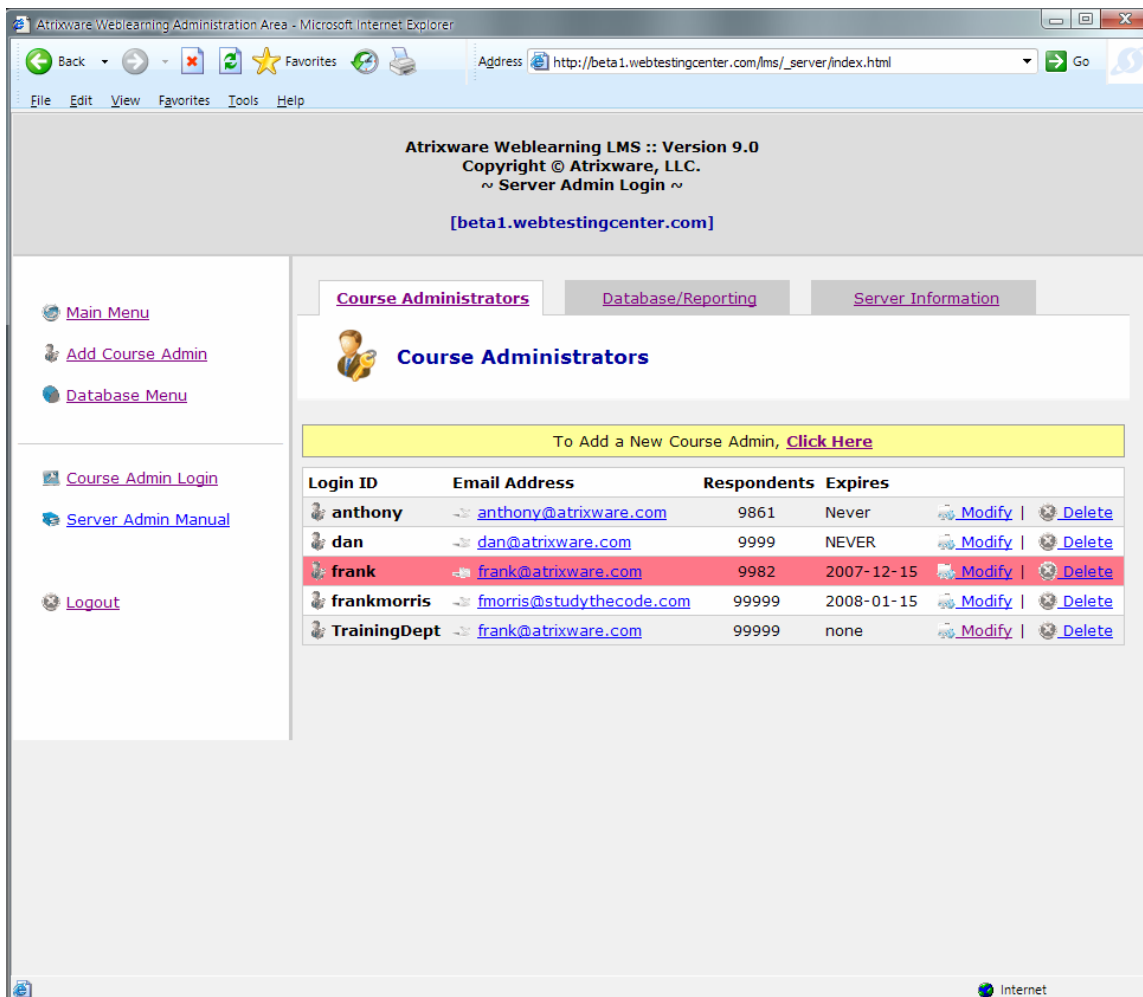 Atrixware Weblearning Administration Area - Microsoft Internet Explorer
Back Favorites Address http://beta1.webtestingcenter.com/lms/_server/index.html Go
File Edit View Favorites Tools Help
Atrixware Weblearning LMS :: Version 9.0
Copyright © Atrixware, LLC.
~ Server Admin Login ~
[beta1.webtestingcenter.com]
Main Menu
Add Course Admin
Database Menu
Course Admin Login
Server Admin Manual
Logout
Course Administrators Database/Reporting Server Information
Course Administrators
To Add a New Course Admin, Click Here
Login ID Email Address Respondents Expires
anthony anthony@atrixware.com 9861 Never Modify | Delete
dan dan@atrixware.com 9999 NEVER Modify | Delete
frank frank@atrixware.com 9982 2007-12-15 Modify | Delete
frankmorris fmorris@studythecode.com 99999 2008-01-15 Modify | Delete
TrainingDept frank@atrixware.com 99999 none Modify | Delete
Internet